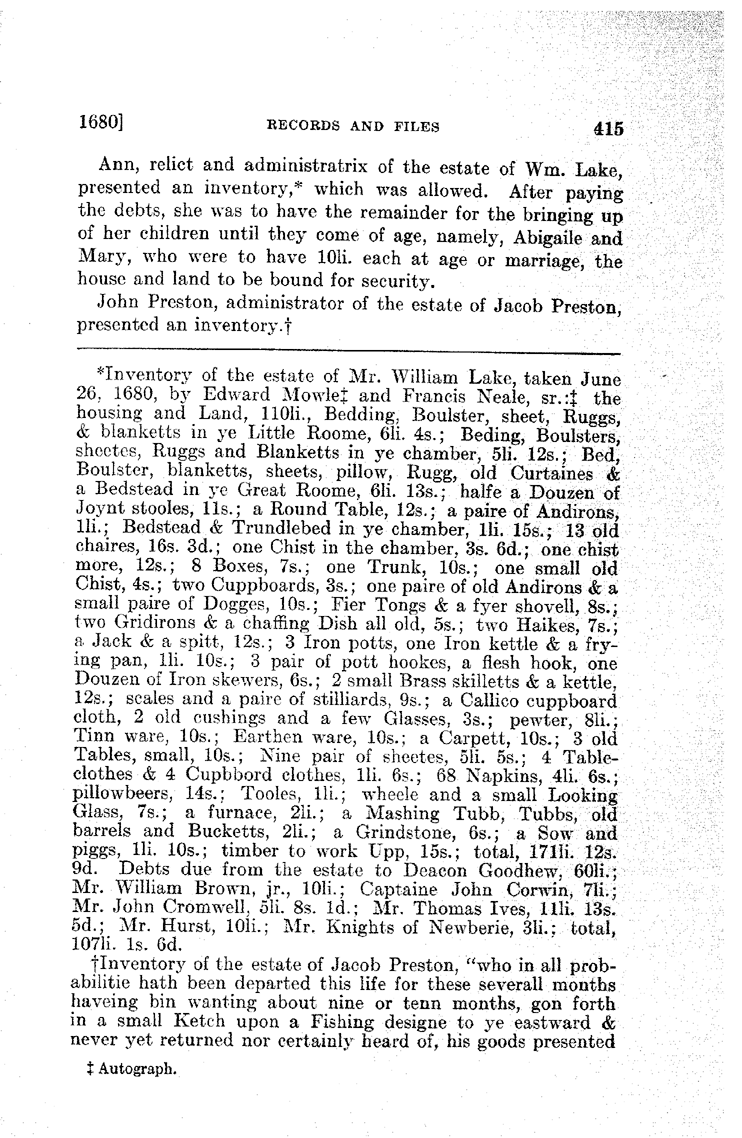 1680] RECORDS AND FILES 415
Ann, relict and administratrix of the estate of Wm. Lake,
presented an inventory,* which was allowed. After paying
the debts, she was to have the remainder for the bringing up
of her children until they come of age, namely, Abigaile and
Mary, who were to have 10li. each at age or marriage, the
house and land to be bound for security.
John Preston, administrator of the estate of Jacob Preston,
presented an inventory.†
*Inventory of the estate of Mr. William Lake, taken June
26, 1680, by Edward Mowle‡ and Francis Neale, sr.:‡ the
housing and Land, 110li., Bedding, Boulster, sheet, Ruggs,
& blanketts in ye Little Roome, 6li. 4s.; Beding, Boulsters,
sheetes, Ruggs and Blanketts in ye chamber, 5li. 12s.; Bed,
Boulster, blanketts, sheets, pillow, Rugg, old Curtaines &
a Bedstead in ye Great Roome, 6li. 13s.; halfe a Douzen of
Joynt stooles, 11s.; a Round Table, 12s.; a paire of Andirons,
1li.; Bedstead & Trundlebed in ye chamber, 1li. 15s.; 13 old
chaires, 16s. 3d.; one Chist in the chamber, 3s. 6d.; one chist
more, 12s.; 8 Boxes, 7s.; one Trunk, 10s.; one small old
Chist, 4s.; two Cuppboards, 3s.; one paire of old Andirons & a
small paire of Dogges, 10s.; Fier Tongs & a fyer shovell, 8s.;
two Gridirons & a chaffing Dish all old, 5s.; two Haikes, 7s.;
a Jack & a spitt, 12s.; 3 Iron potts, one Iron kettle & a fry-
ing pan, 1li. 10s.; 3 pair of pott hookes, a flesh hook, one
Douzen of Iron skewers, 6s.; 2 small Brass skilletts & a kettle,
12s.; scales and a paire of stilliards, 9s.; a Callico cuppboard
cloth, 2 old cushings and a few Glasses, 3s.; pewter, 8li.;
Tinn ware, 10s.; Earthen ware, 10s.; a Carpett, 10s.; 3 old
Tables, small, 10s.; Nine pair of sheetes, 5li. 5s.; 4 Table-
clothes & 4 Cupbbord clothes, 1li. 6s.; 68 Napkins, 4li. 6s.;
pillowbeers, 14s.; Tooles, 1li.; wheele and a small Looking
Glass, 7s.; a furnace, 2li.; a Mashing Tubb, Tubbs, old
barrels and Bucketts, 2li.; a Grindstone, 6s.; a Sow and
piggs, 1li. 10s.; timber to work Upp, 15s.; total, 171li. 12s.
9d. Debts due from the estate to Deacon Goodhew, 60li.;
Mr. William Brown, jr., 10li.; Captaine John Corwin, 7li.;
Mr. John Cromwell, 5li. 8s. 1d.; Mr. Thomas Ives, 11li. 13s.
5d.; Mr. Hurst, 10li.; Mr. Knights of Newberie, 3li.; total,
107li. 1s. 6d.
†Inventory of the estate of Jacob Preston, “who in all prob-
abilitie hath been departed this life for these severall months
haveing bin wanting about nine or tenn months, gon forth
in a small Ketch upon a Fishing designe to ye eastward &
never yet returned nor certainly heard of, his goods presented
‡ Autograph.